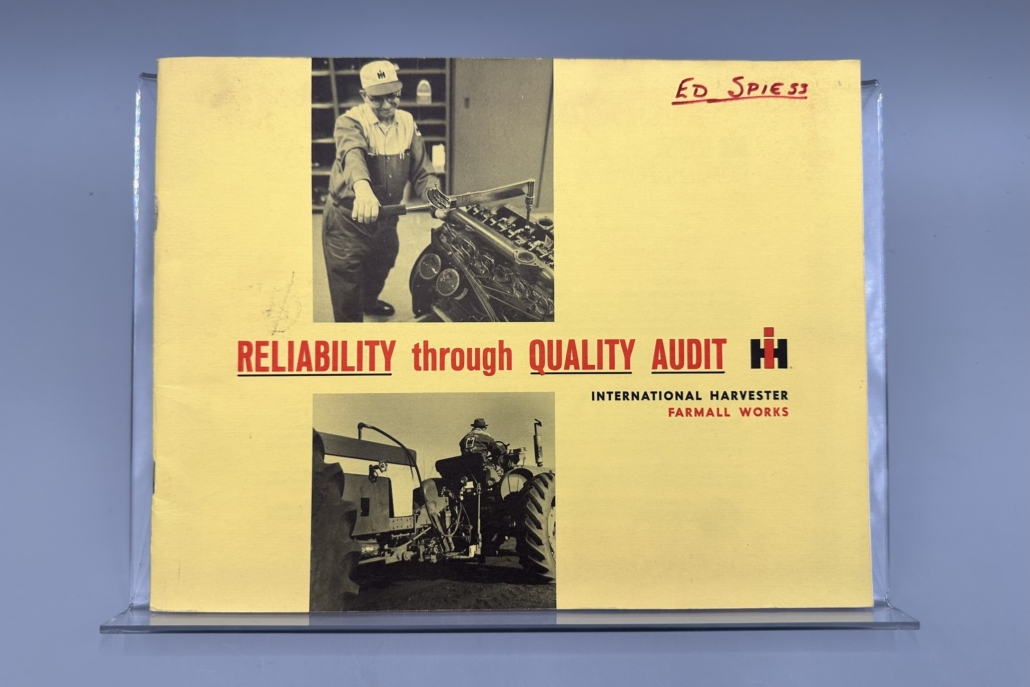 ED SPIESS
RELIABILITY through QUALITY AUDIT IH
INTERNATIONAL HARVESTER
FARMALL WORKS